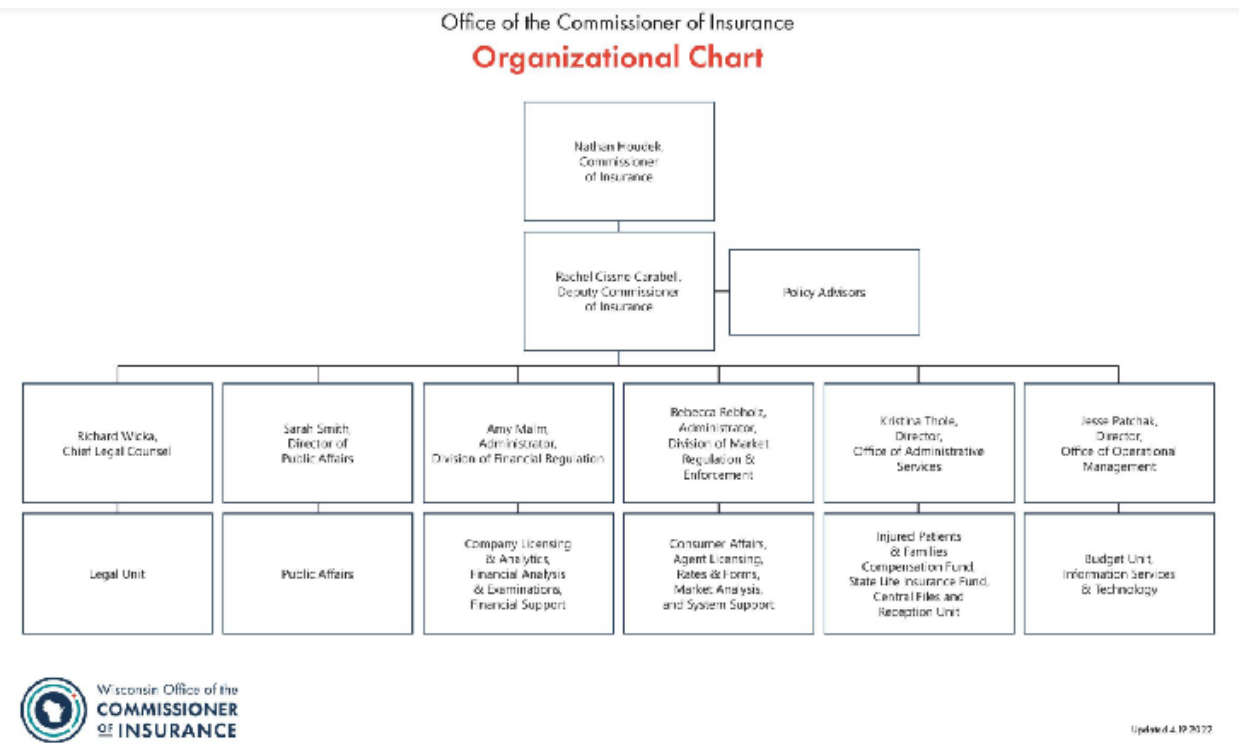 Office of the Commissioner of Insurance
Organizational Chart
Nathan Houdek,
Commissioner
of Insurance
Rachel Cissne Carabell,
Deputy Commissioner
of Insurance
Policy Advisors
Richard Wicka,
Chief Legal Counsel
Sarah Smith,
Director of
Public Affairs
Amy Malm,
Administrator,
Division of Financial Regulation
Rebecca Rebholz,
Administrator,
Division of Market
Regulation &
Enforcement
Kristina Thole,
Director,
Office of Administrative
Services
Jesse Patchak,
Director,
Office of Operational
Management
Legal Unit
Public Affairs
Company Licensing
& Analytics,
Financial Analysis
& Examinations,
Financial Support
Consumer Affairs,
Agent Licensing,
Rates & Forms,
Market Analysis,
and System Support
Injured Patients
& Families
Compensation Fund,
State Life Insurance Fund,
Central Files and
Reception Unit
Budget Unit,
Information Services
& Technology
Wisconsin Office of the
COMMISSIONER
OF INSURANCE
Updated 4.19.2022